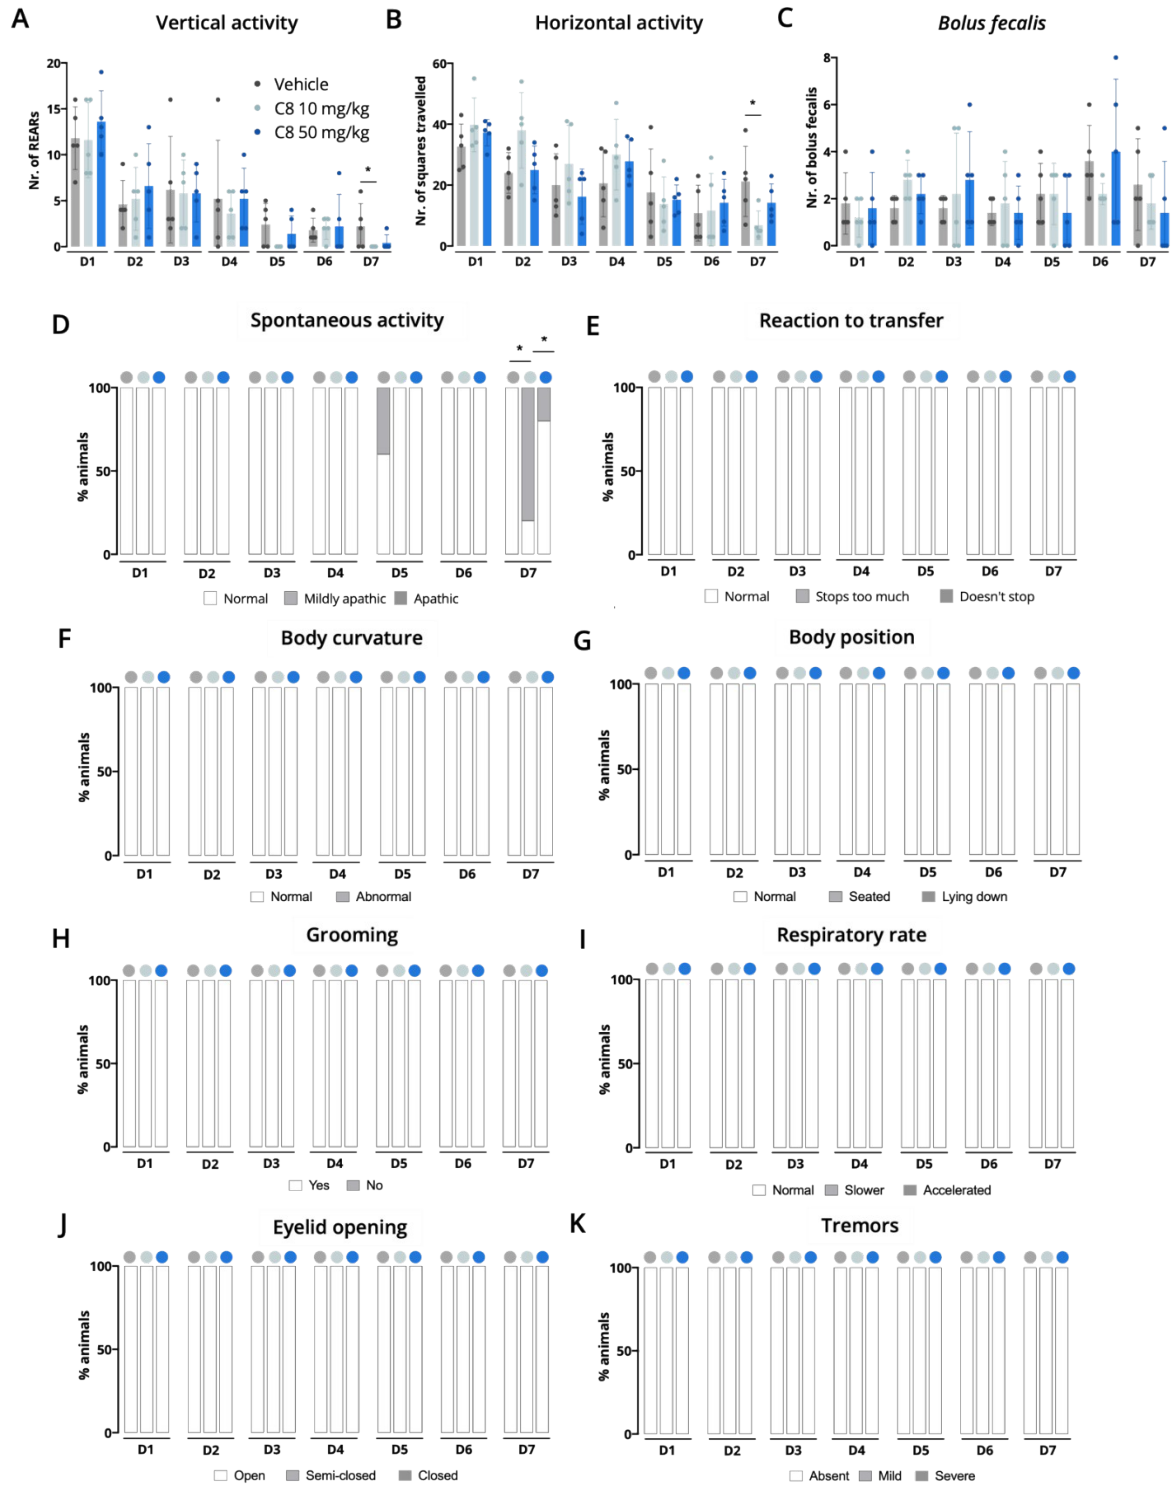 A Vertical activity
Nr. of REARs
20
15
10
5
0
Vehicle
C8 10 mg/kg
C8 50 mg/kg
*
D1 D2 D3 D4 D5 D6 D7
B Horizontal activity
Nr. of squares travelled
60
40
20
0
*
D1 D2 D3 D4 D5 D6 D7
C Bolus fecalis
Nr. of bolus fecalis
8
6
4
2
0
D1 D2 D3 D4 D5 D6 D7
D Spontaneous activity
* *
% animals
100
50
0
D1 D2 D3 D4 D5 D6 D7
Normal Mildly apathic Apathic
E Reaction to transfer
% animals
100
50
0
D1 D2 D3 D4 D5 D6 D7
Normal Stops too much Doesn't stop
F Body curvature
% animals
100
50
0
D1 D2 D3 D4 D5 D6 D7
Normal Abnormal
G Body position
% animals
100
50
0
D1 D2 D3 D4 D5 D6 D7
Normal Seated Lying down
H Grooming
% animals
100
50
0
D1 D2 D3 D4 D5 D6 D7
Yes No
I Respiratory rate
% animals
100
50
0
D1 D2 D3 D4 D5 D6 D7
Normal Slower Accelerated
J Eyelid opening
% animals
100
50
0
D1 D2 D3 D4 D5 D6 D7
Open Semi-closed Closed
K Tremors
% animals
100
50
0
D1 D2 D3 D4 D5 D6 D7
Absent Mild Severe